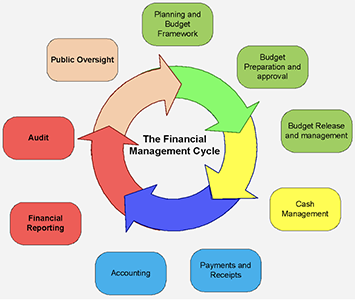 Planning and
Budget
Framework
Budget
Preparation and
approval
Budget Release
and management
Cash
Management
Payments and
Receipts
Accounting
Financial
Reporting
Audit
Public Oversight
The Financial
Management Cycle